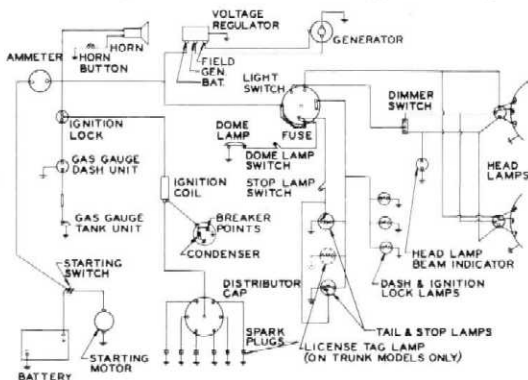 VOLTAGE
REGULATOR
HORN
HORN
BUTTON
AMMETER
GENERATOR
FIELD
GEN.
BAT.
LIGHT
SWITCH
DIMMER
SWITCH
IGNITION
LOCK
DOME
LAMP
FUSE
DOME LAMP
SWITCH
STOP LAMP
SWITCH
HEAD
LAMPS
GAS GAUGE
DASH UNIT
IGNITION
COIL
GAS GAUGE
TANK UNIT
BREAKER
POINTS
CONDENSER
HEAD LAMP
BEAM INDICATOR
STARTING
SWITCH
DISTRIBUTOR
CAP
DASH & IGNITION
LOCK LAMPS
SPARK
PLUGS
TAIL & STOP LAMPS
LICENSE TAG LAMP
(ON TRUNK MODELS ONLY)
BATTERY
STARTING
MOTOR